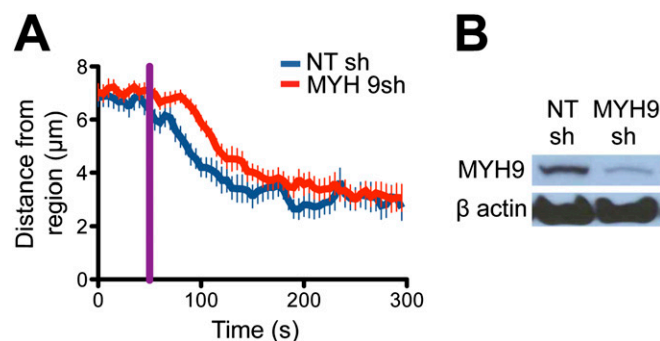 A
NT sh
MYH 9sh
8
6
4
2
0
Distance from
region (μm)
0 100 200 300
Time (s)
B
NT MYH9
sh sh
MYH9
β actin